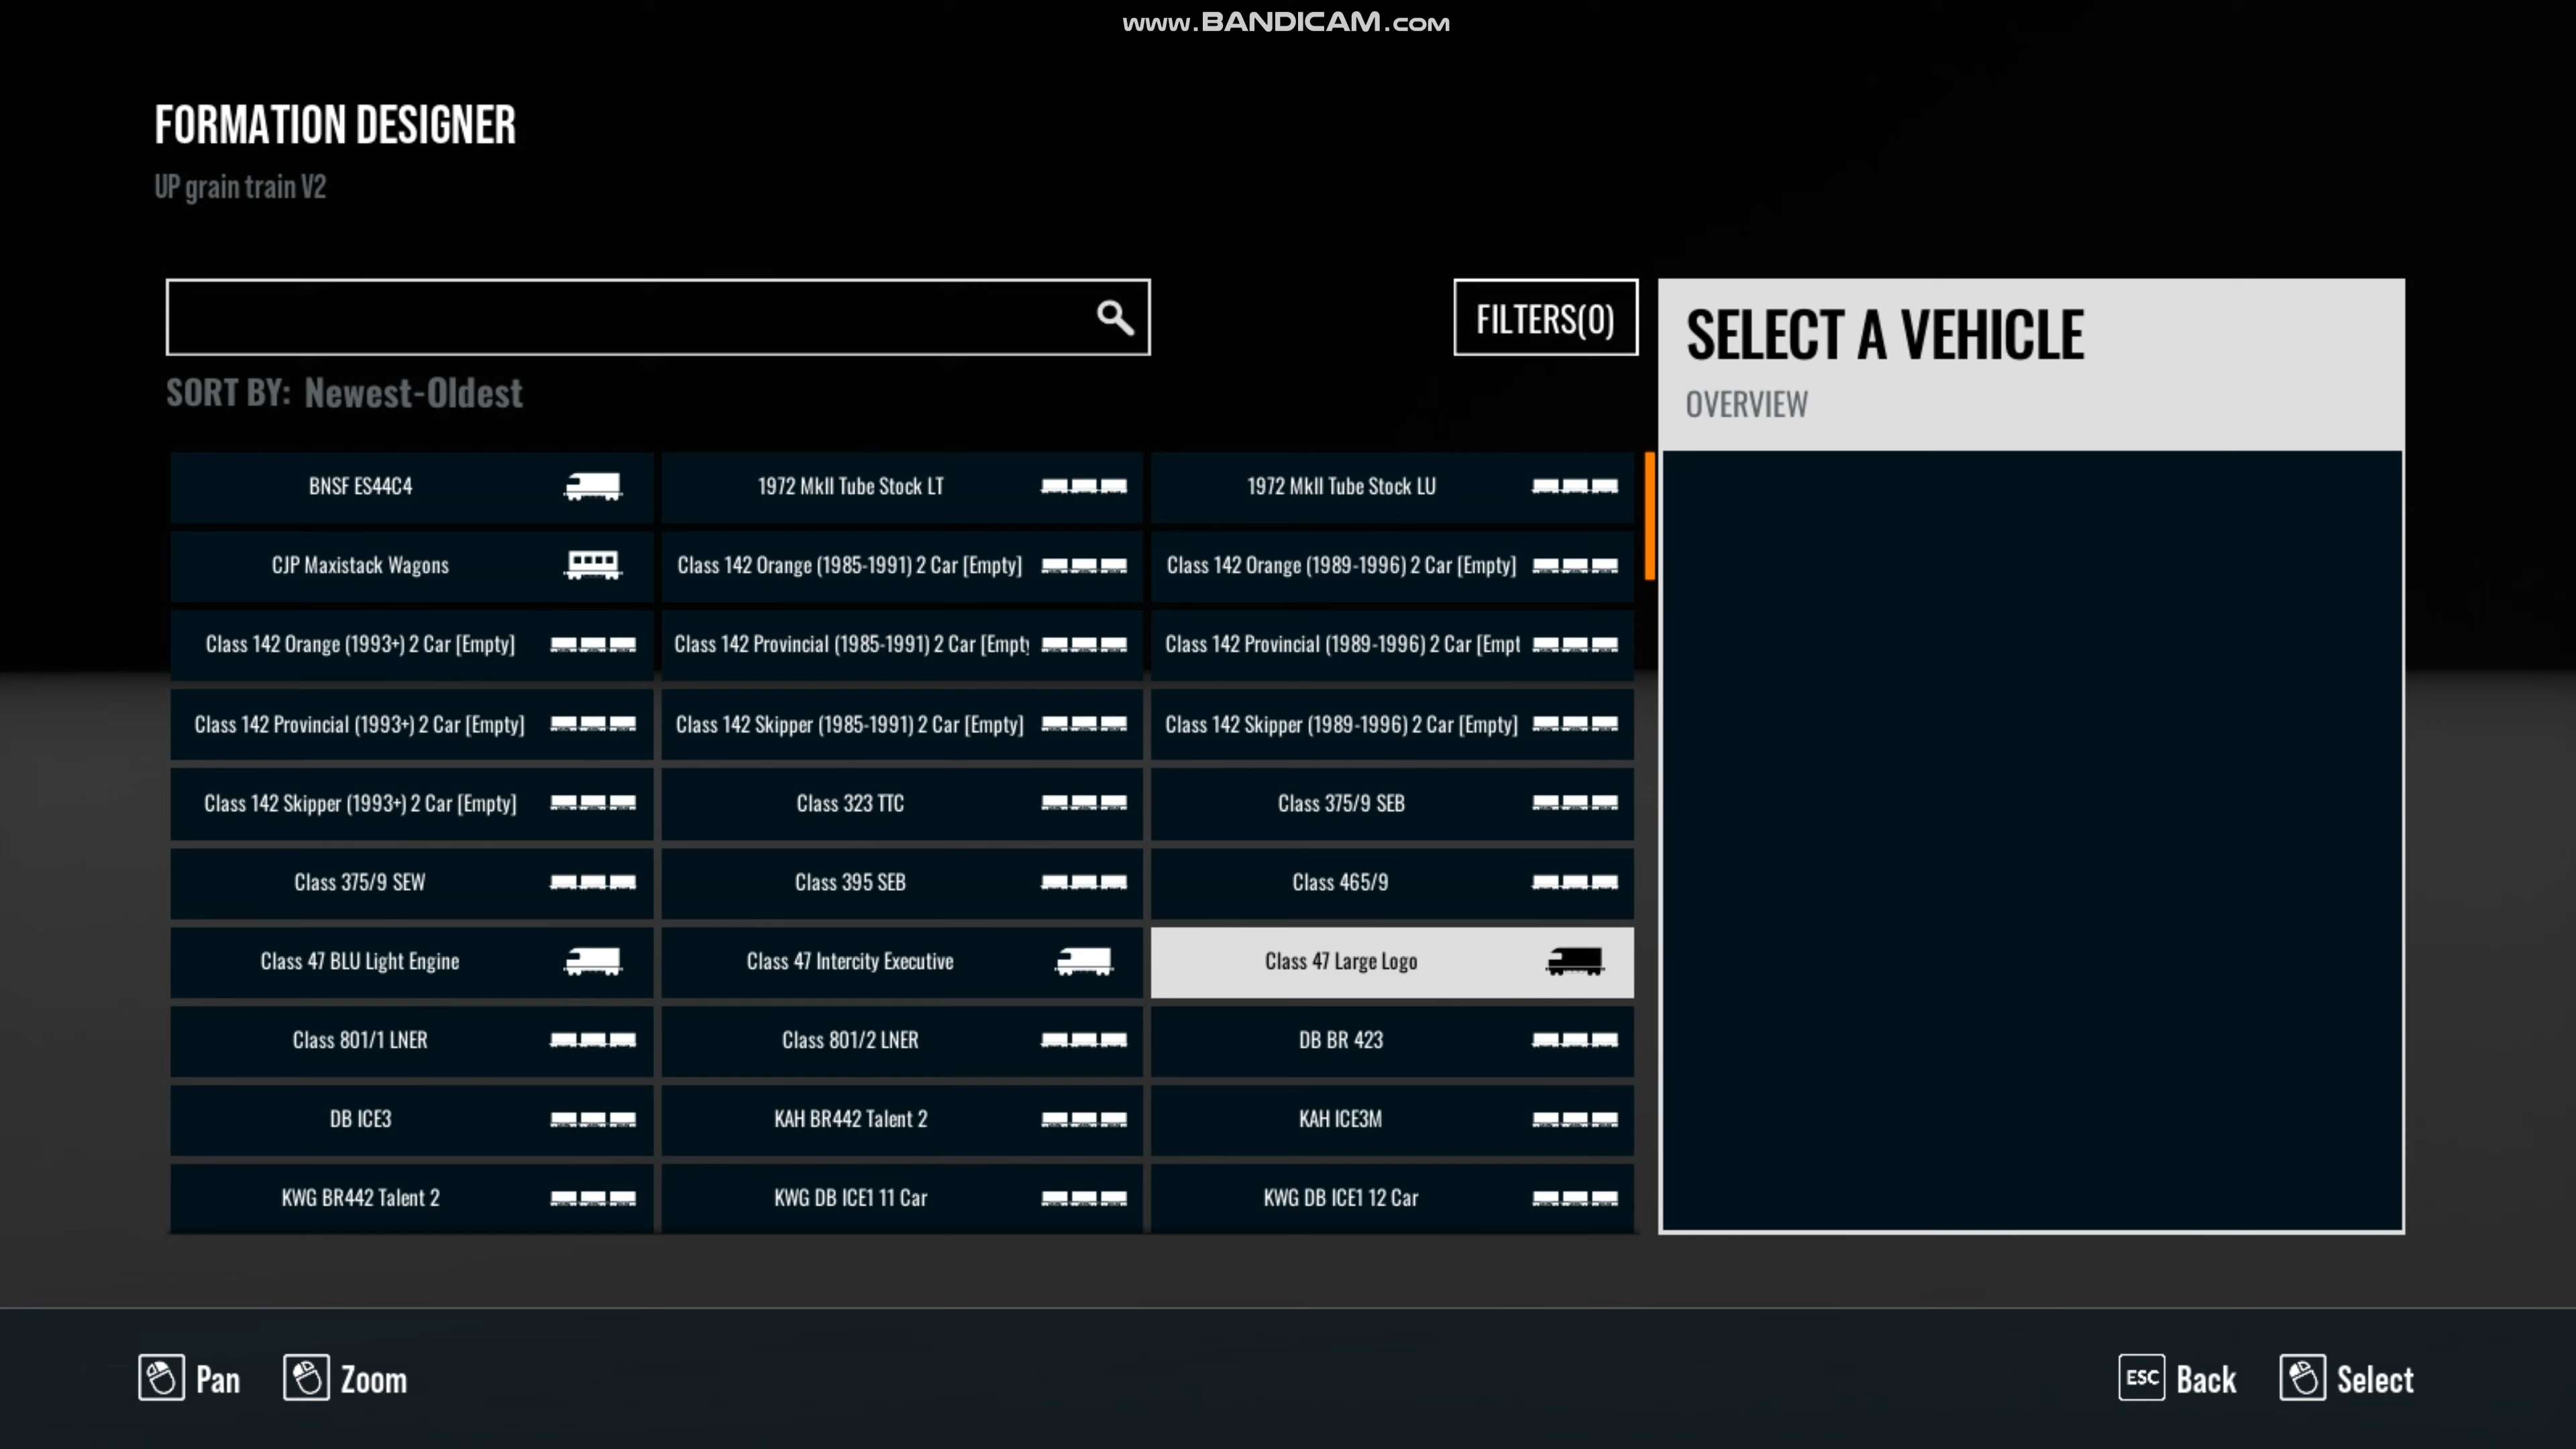 www.BANDICAM.com
FORMATION DESIGNER
UP grain train V2
FILTERS(0)
SORT BY: Newest-Oldest
SELECT A VEHICLE
OVERVIEW
BNSF ES44C4
1972 MkII Tube Stock LT
1972 MkII Tube Stock LU
CJP Maxistack Wagons
Class 142 Orange (1985-1991) 2 Car [Empty]
Class 142 Orange (1989-1996) 2 Car [Empty]
Class 142 Orange (1993+) 2 Car [Empty]
Class 142 Provincial (1985-1991) 2 Car [Empty
Class 142 Provincial (1989-1996) 2 Car [Empt
Class 142 Provincial (1993+) 2 Car [Empty]
Class 142 Skipper (1985-1991) 2 Car [Empty]
Class 142 Skipper (1989-1996) 2 Car [Empty]
Class 142 Skipper (1993+) 2 Car [Empty]
Class 323 TTC
Class 375/9 SEB
Class 375/9 SEW
Class 395 SEB
Class 465/9
Class 47 BLU Light Engine
Class 47 Intercity Executive
Class 47 Large Logo
Class 801/1 LNER
Class 801/2 LNER
DB BR 423
DB ICE3
KAH BR442 Talent 2
KAH ICE3M
KWG BR442 Talent 2
KWG DB ICE1 11 Car
KWG DB ICE1 12 Car
Pan
Zoom
ESC Back
Select